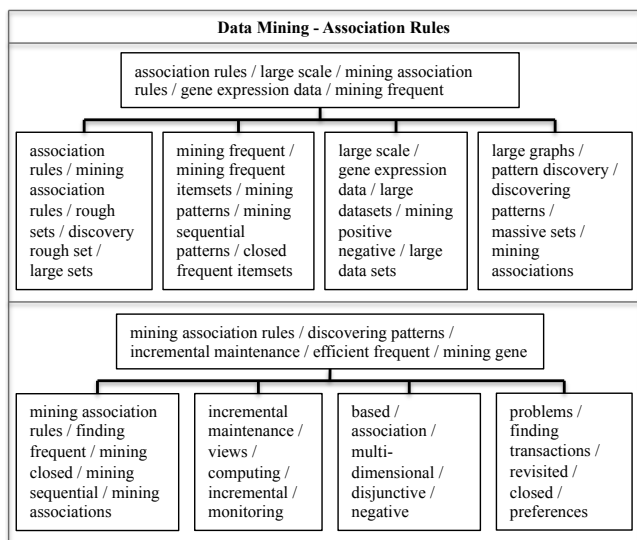 Data Mining - Association Rules
association rules / large scale / mining association
rules / gene expression data / mining frequent
association
rules / mining
association
rules / rough
sets / discovery
rough set /
large sets
mining frequent /
mining frequent
itemsets / mining
patterns / mining
sequential
patterns / closed
frequent itemsets
large scale /
gene expression
data / large
datasets / mining
positive
negative / large
data sets
large graphs /
pattern discovery /
discovering
patterns /
massive sets /
mining
associations
mining association rules / discovering patterns /
incremental maintenance / efficient frequent / mining gene
mining association
rules / finding
frequent / mining
closed / mining
sequential / mining
associations
incremental
maintenance /
views /
computing /
incremental /
monitoring
based /
association /
multi-
dimensional /
disjunctive /
negative
problems /
finding
transactions /
revisited /
closed /
preferences